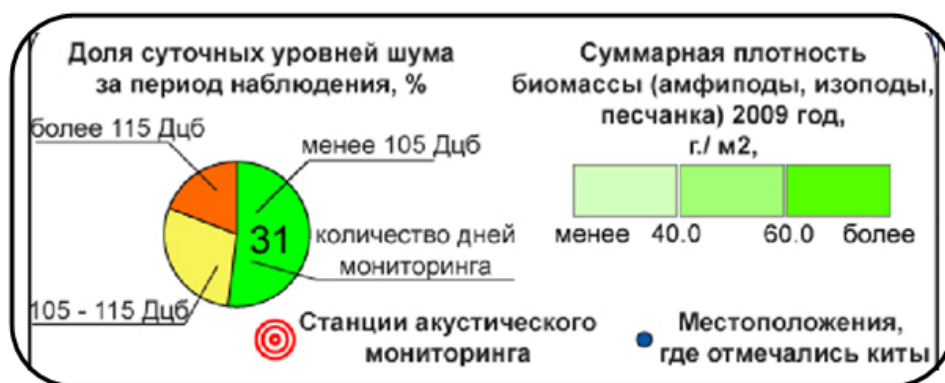 Доля суточных уровней шума
за период наблюдения, %
более 115 Дцб
менее 105 Дцб
31
количество дней
мониторинга
105 - 115 Дцб
Суммарная плотность
биомассы (амфиподы, изоподы,
песчанка) 2009 год,
г./ м2,
менее 40.0 60.0 более
Станции акустического
мониторинга
Местоположения,
где отмечались киты